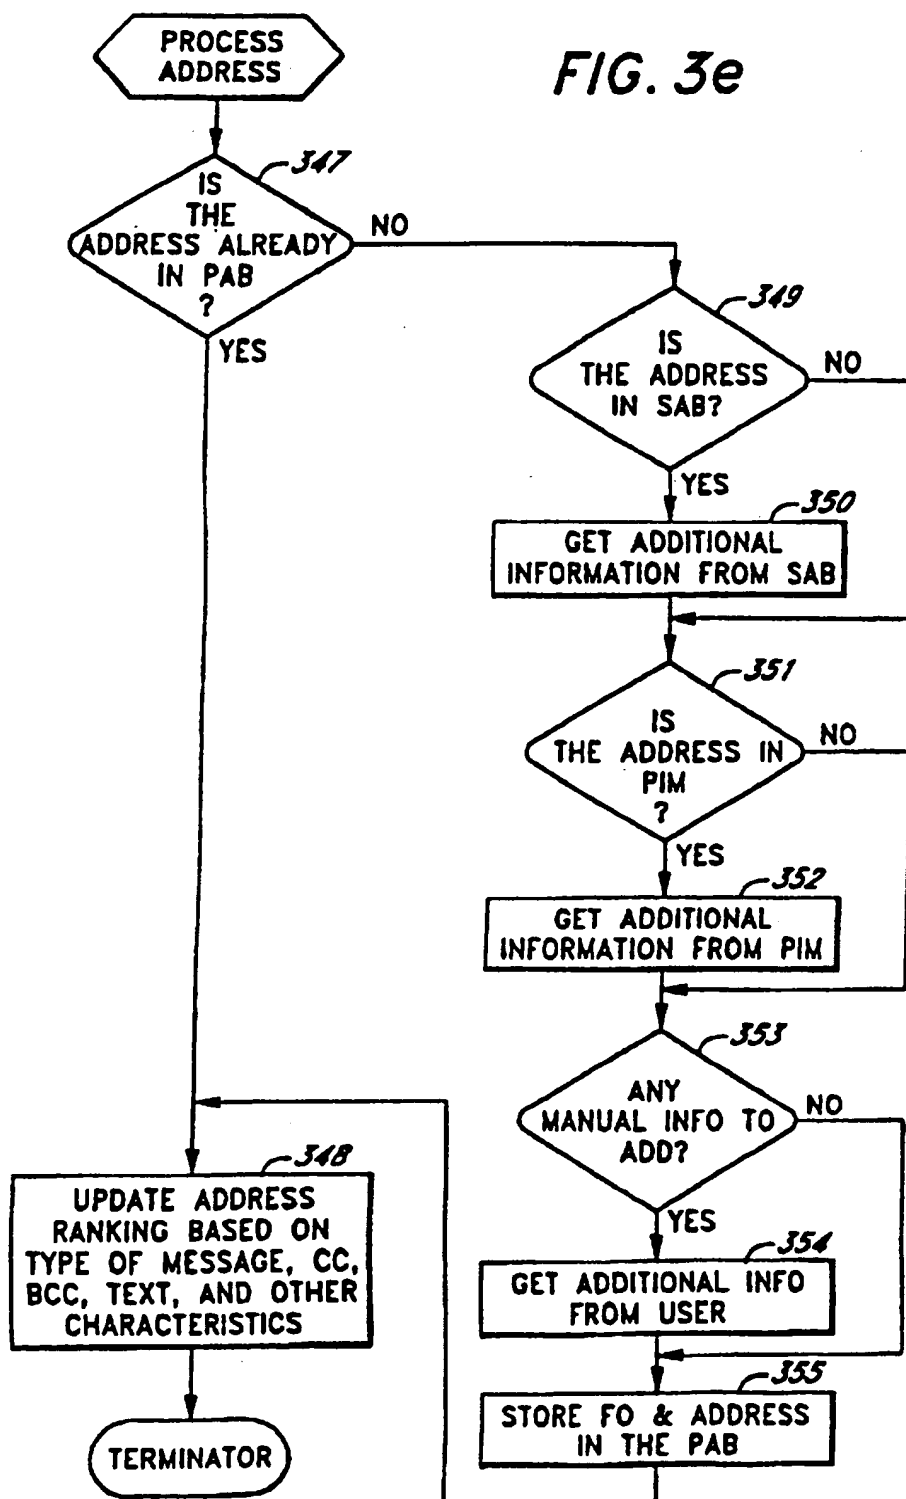 PROCESS
ADDRESS
FIG. 3e
347
IS
THE
ADDRESS ALREADY
IN PAB
?
NO
YES
349
IS
THE ADDRESS
IN SAB?
NO
YES
350
GET ADDITIONAL
INFORMATION FROM SAB
351
IS
THE ADDRESS IN
PIM
?
NO
YES
352
GET ADDITIONAL
INFORMATION FROM PIM
353
ANY
MANUAL INFO TO
ADD?
NO
YES
348
UPDATE ADDRESS
RANKING BASED ON
TYPE OF MESSAGE, CC,
BCC, TEXT, AND OTHER
CHARACTERISTICS
354
GET ADDITIONAL INFO
FROM USER
355
STORE FO & ADDRESS
IN THE PAB
TERMINATOR